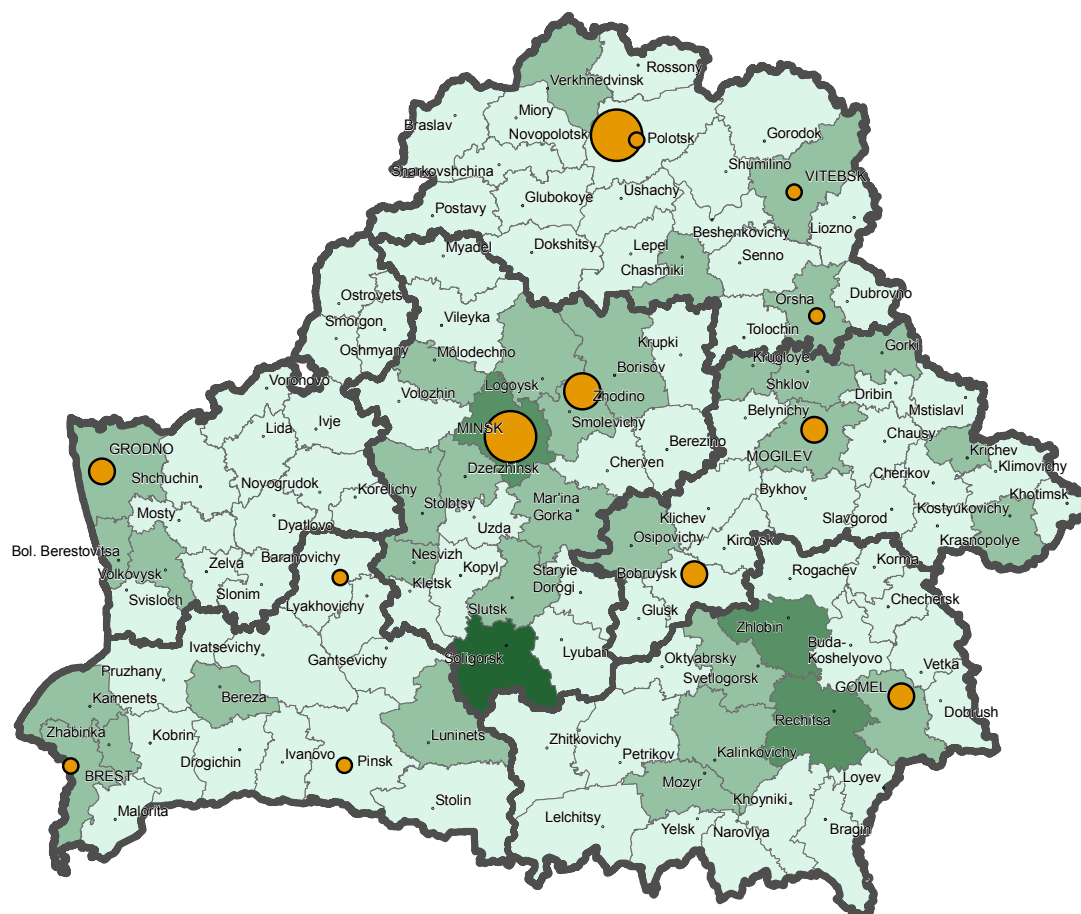 Rossony
Verkhnedvinsk
Miory
Braslav
Novopolotsk
Polotsk
Gorodok
Sharkovshchina
Shumilino
VITEBSK
Glubokoye
Ushachy
Postavy
Beshenkovichy
Liozno
Myadel
Dokshitsy
Lepel
Senno
Chashniki
Ostrovets
Orsha
Dubrovno
Smorgon
Vileyka
Tolochin
Oshmyany
Molodechno
Krupki
Krugloye
Gorki
Voronovo
Logoysk
Borisov
Shklov
Volozhin
Zhodino
Dribin
Lida
Ivje
Belynichy
Mstislavl
MINSK
Smolevichy
Chausy
GRODNO
Berezino
MOGILEV
Krichev
Shchuchin
Dzerzhinsk
Cherven
Cherikov
Klimovichy
Novogrudok
Korelichy
Stolbtsy
Mar'ina
Gorka
Bykhov
Khotimsk
Mosty
Kostyukovichy
Dyatlovo
Uzda
Klichev
Slavgorod
Bol. Berestovitsa
Baranovichy
Nesvizh
Osipovichy
Kirovsk
Krasnopolye
Volkovysk
Zelva
Kopyl
Staryie
Dorogi
Bobruysk
Rogachev
Korma
Svisloch
Slonim
Lyakhovichy
Kletsk
Slutsk
Glusk
Chechersk
Zhlobin
Ivatsevichy
Buda-
Koshelyovo
Pruzhany
Gantsevichy
Soligorsk
Lyuban
Oktyabrsky
Svetlogorsk
Vetka
Kamenets
Bereza
GOMEL
Dobrush
Rechitsa
Zhabinka
Kobrin
Luninets
Zhitkovichy
Drogichin
Ivanovo
Pinsk
Petrikov
Kalinkovichy
BREST
Mozyr
Loyev
Malorita
Stolin
Khoyniki
Lelchitsy
Yelsk
Narovlya
Bragin